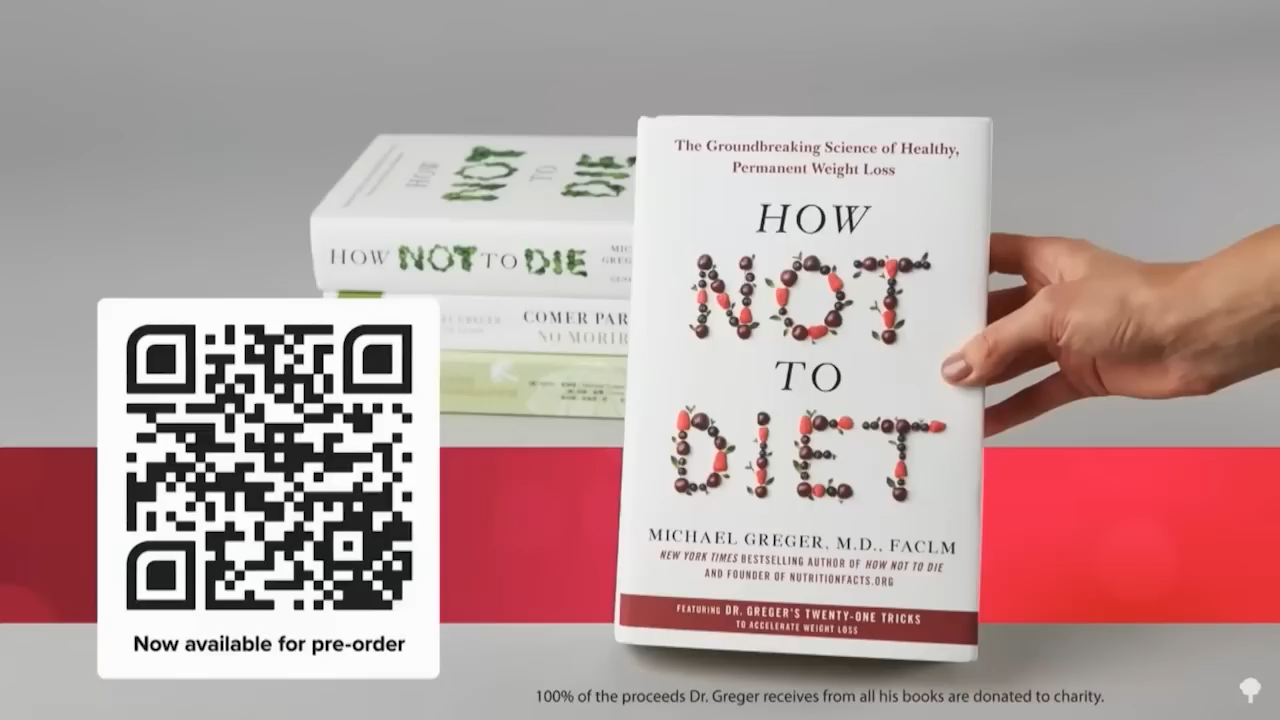 The Groundbreaking Science of Healthy,
Permanent Weight Loss
HOW
NOT
TO
DIET
MICHAEL GREGER, M.D., FACLM
NEW YORK TIMES BESTSELLING AUTHOR OF HOW NOT TO DIE
AND FOUNDER OF NUTRITIONFACTS.ORG
FEATURING DR. GREGER'S TWENTY-ONE TRICKS
TO ACCELERATE WEIGHT LOSS
HOW NOT TO DIE
HOW NOT TO DIE
COMER PAR
NO MORIR
Now available for pre-order
100% of the proceeds Dr. Greger receives from all his books are donated to charity.